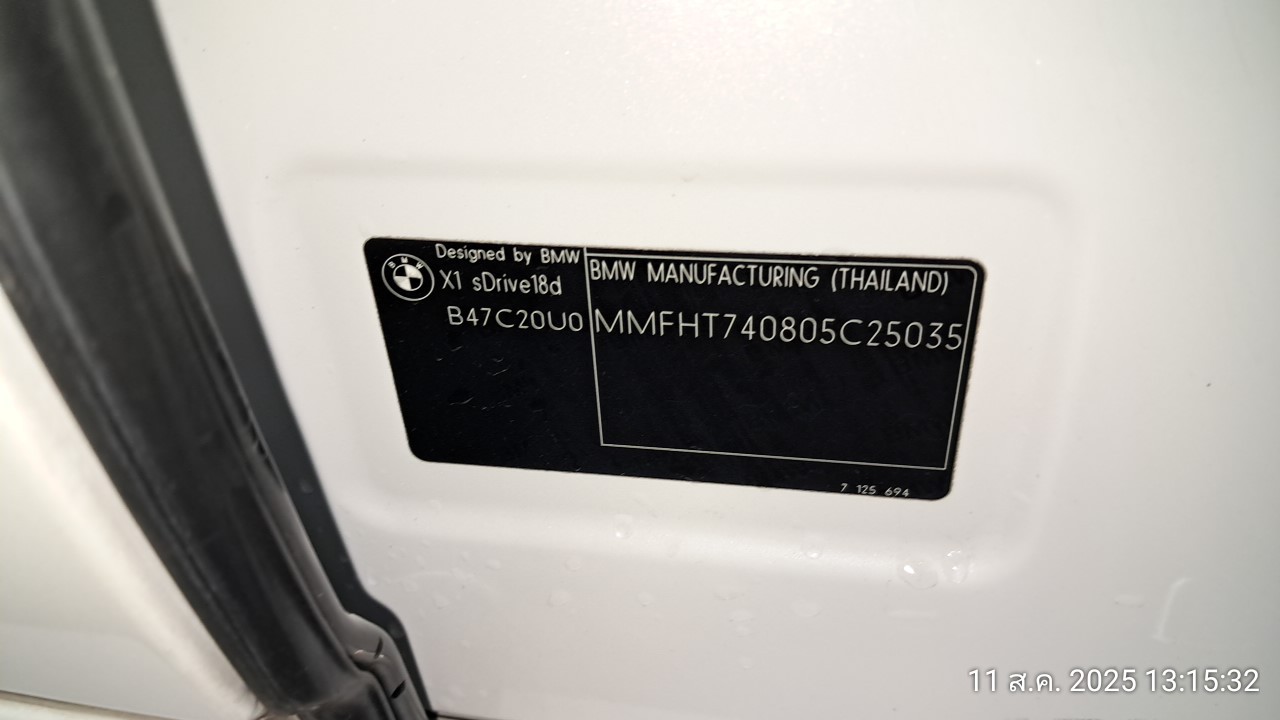 BMW
Designed by BMW
X1 sDrive18d
B47C20U0
BMW MANUFACTURING (THAILAND)
MMFHT740805C25035
7 125 694
11 ส.ค. 2025 13:15:32